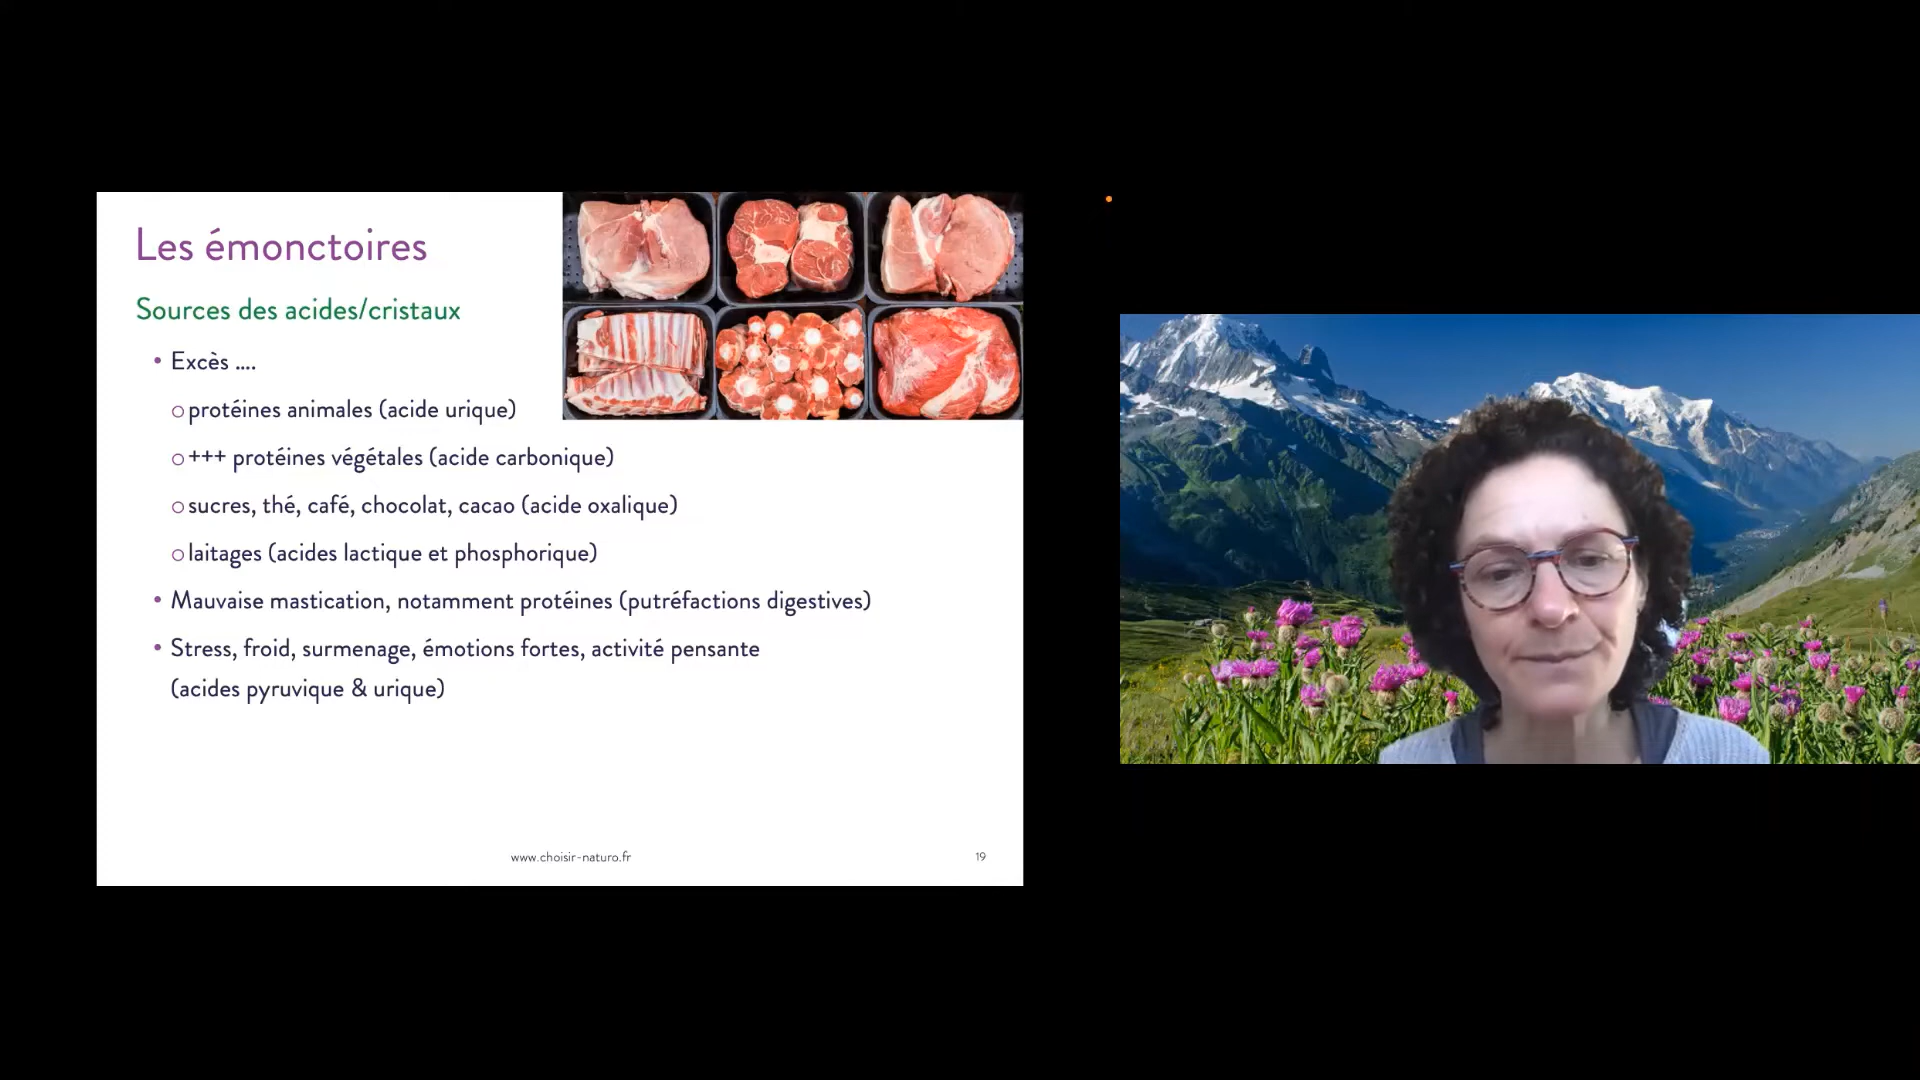 Les émonctoires
Sources des acides/cristaux
• Excès ....
○ protéines animales (acide urique)
○ +++ protéines végétales (acide carbonique)
○ sucres, thé, café, chocolat, cacao (acide oxalique)
○ laitages (acides lactique et phosphorique)
• Mauvaise mastication, notamment protéines (putréfactions digestives)
• Stress, froid, surmenage, émotions fortes, activité pensante
(acides pyruvique & urique)
www.choisir-naturo.fr
19